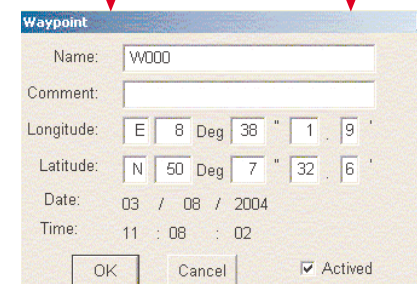 Waypoint
Name: W000
Comment:
Longitude: E 8 Deg 38 " 1 . 9 '
Latitude: N 50 Deg 7 " 32 . 6 '
Date: 03 / 08 / 2004
Time: 11 : 08 : 02
OK Cancel Actived